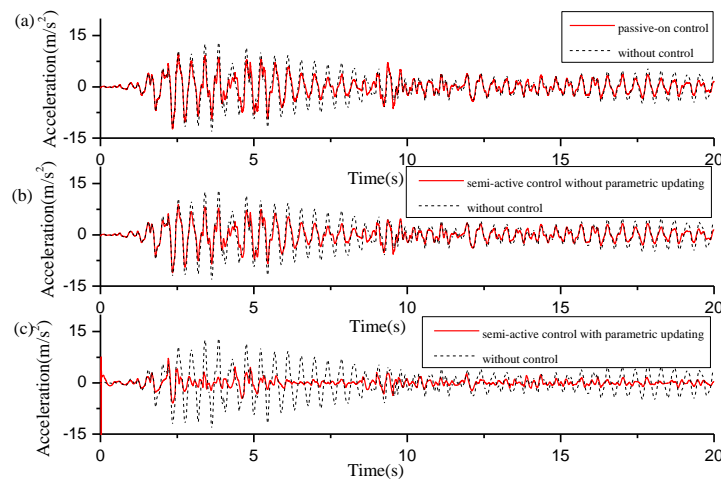 (a)
15
0
-15
Acceleration(m/s²)
passive-on control
without control
0 5 10 15 20
Time(s)
(b)
15
0
-15
Acceleration(m/s²)
semi-active control without parametric updating
without control
0 5 10 15 20
Time(s)
(c)
15
0
-15
Acceleration(m/s²)
semi-active control with parametric updating
without control
0 5 10 15 20
Time(s)